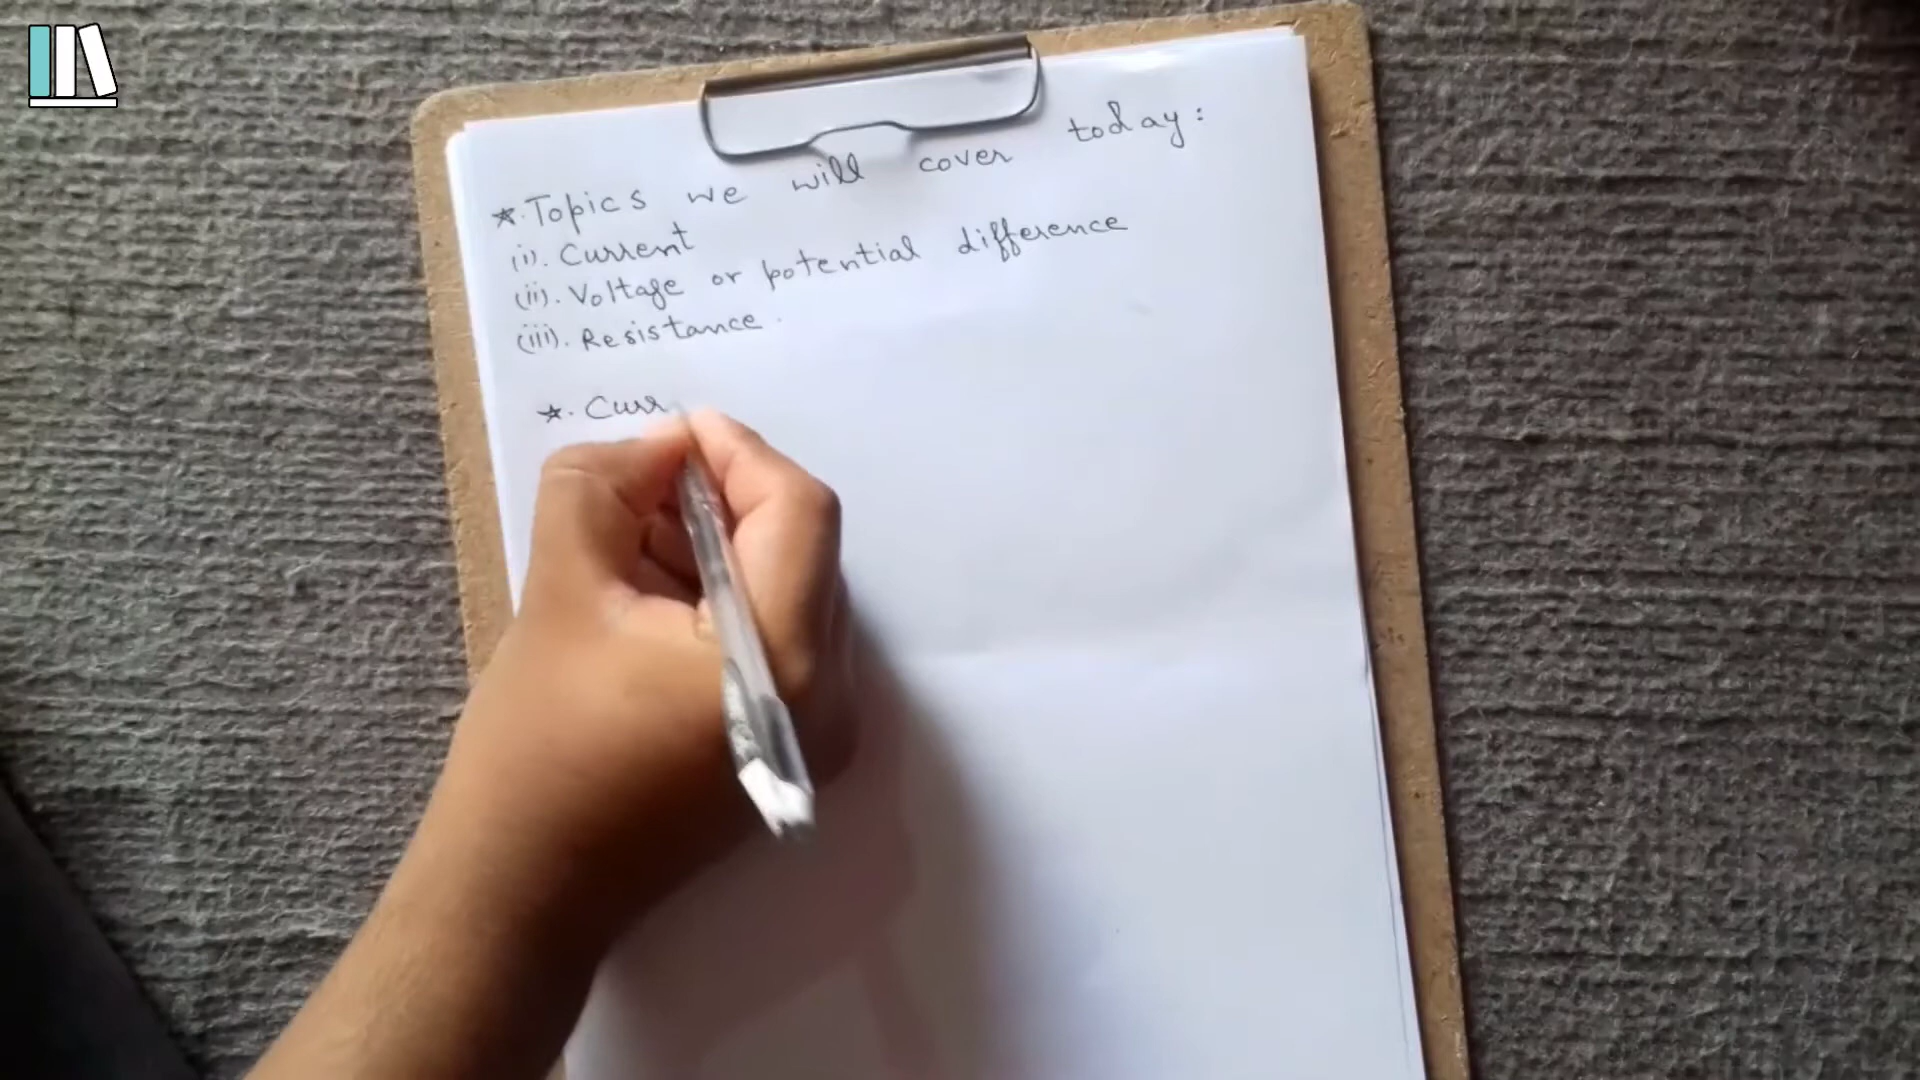 ★. Topics we will cover today:
(i). Current
(ii). Voltage or potential difference
(iii). Resistance.
★. Curr